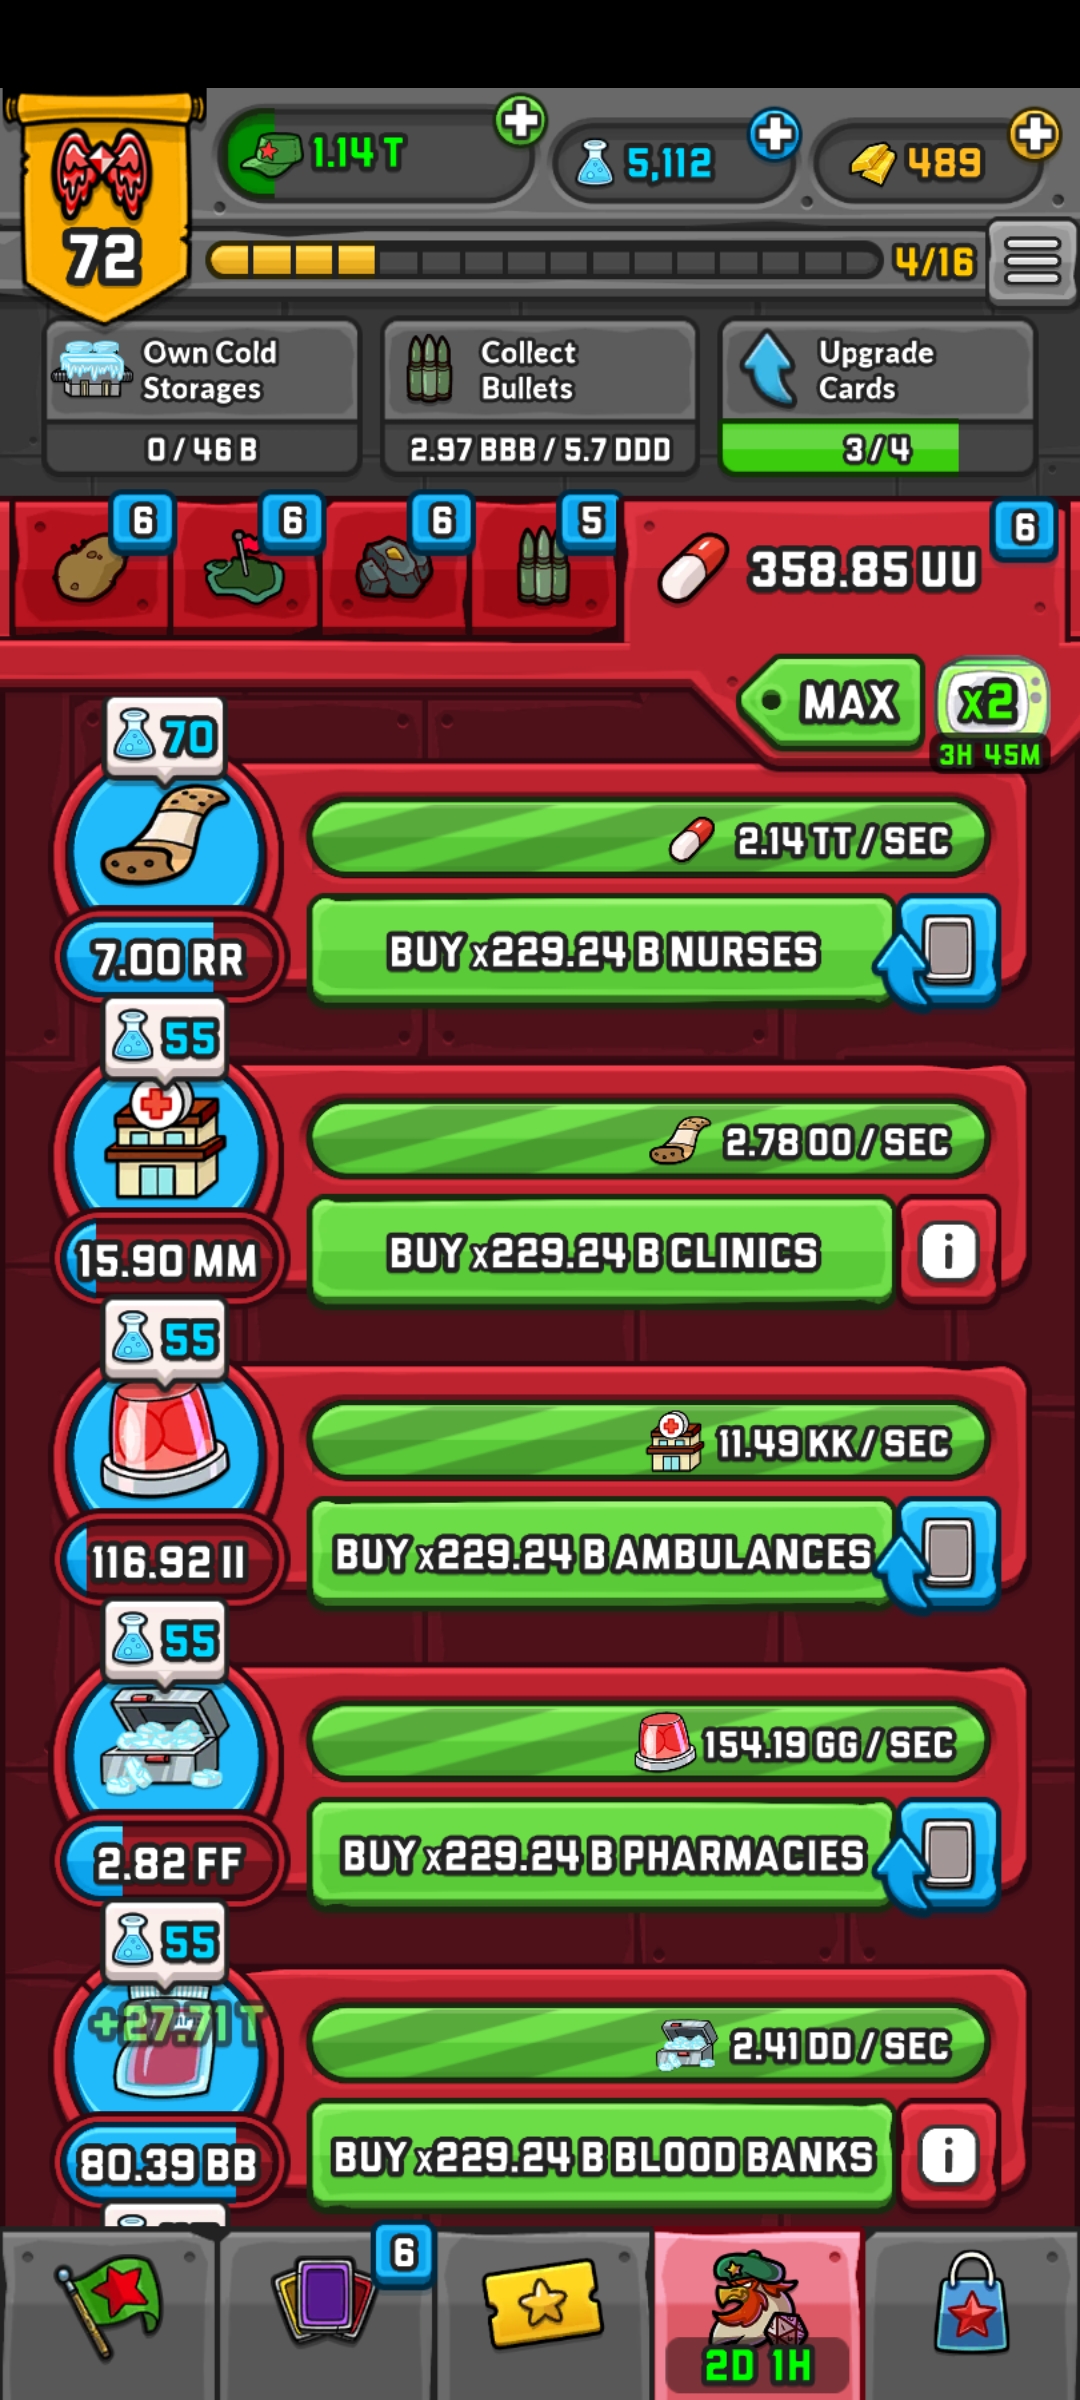 1.14 T
5,112
489
72
4/16
Own Cold
Storages
0 / 46 B
Collect
Bullets
2.97 BBB / 5.7 DDD
Upgrade
Cards
3/4
6
6
6
5
358.85 UU
6
MAX
x2
3H 45M
70
2.14 TT / SEC
7.00 RR
BUY x229.24 B NURSES
55
2.78 OO / SEC
15.90 MM
BUY x229.24 B CLINICS
i
55
11.49 KK / SEC
116.92 II
BUY x229.24 B AMBULANCES
55
154.19 GG / SEC
2.82 FF
BUY x229.24 B PHARMACIES
55
+27.71 T
2.41 DD / SEC
80.39 BB
BUY x229.24 B BLOOD BANKS
i
6
2D 1H